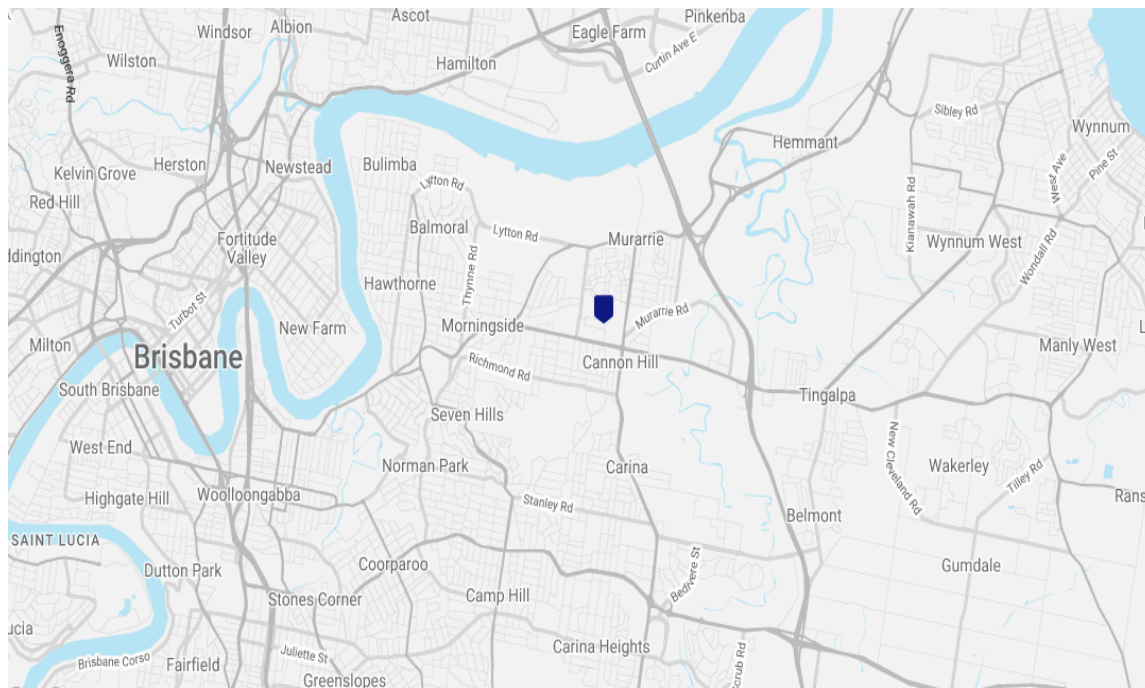 Pinkenba
Ascot
Albion
Windsor
Eagle Farm
Enoggera Rd
Curtin Ave E
Wilston
Hamilton
Sibley Rd
Wynnum
Hemmant
Herston
Newstead
Bulimba
Pine St
Kelvin Grove
Lytton Rd
West Ave
Red Hill
Kianawah Rd
Balmoral
Lytton Rd
Fortitude
Valley
Murarrie
Wynnum West
Wondall Rd
ddington
Thynne Rd
Hawthorne
Turbot St
New Farm
Murarrie Rd
Morningside
Milton
Brisbane
Manly West
Richmond Rd
Cannon Hill
South Brisbane
Tingalpa
Seven Hills
West End
New Cleveland Rd
Norman Park
Carina
Wakerley
Tilley Rd
Highgate Hill
Woolloongabba
Rans
Stanley Rd
Belmont
SAINT LUCIA
Coorparoo
Dutton Park
Bedivere St
Gumdale
Stones Corner
Camp Hill
ucia
Carina Heights
Juliette St
Brisbane Corso
Fairfield
crub Rd
Greenslopes